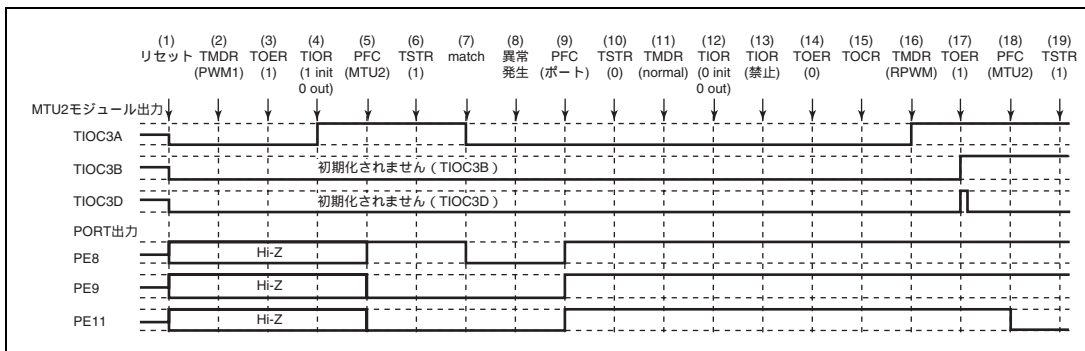 (1) (2) (3) (4) (5) (6) (7) (8) (9) (10) (11) (12) (13) (14) (15) (16) (17) (18) (19)
リセット TMDR TOER TIOR PFC TSTR match 異常 PFC TSTR TMDR TIOR TIOR TOER TOCR TMDR TOER PFC TSTR
(PWM1) (1) (1 init (MTU2) (1) 発生 (ポート) (0) (normal) (0 init (禁止) (0) (RPWM) (1) (MTU2) (1)
0 out) 0 out)
MTU2モジュール出力
TIOC3A
TIOC3B 初期化されません(TIOC3B)
TIOC3D 初期化されません(TIOC3D)
PORT出力
PE8 Hi-Z
PE9 Hi-Z
PE11 Hi-Z